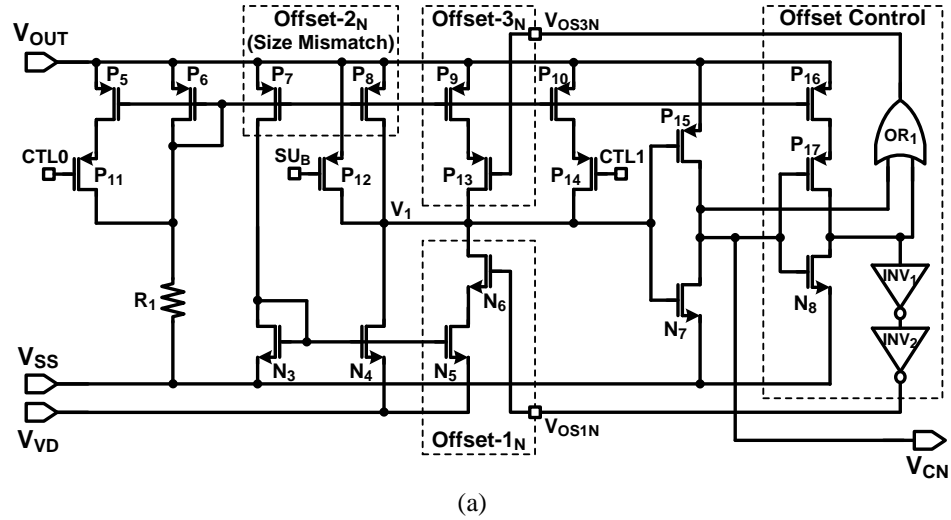 Offset-2N
(Size Mismatch)
Offset-3N
VOS3N
Offset Control
VOUT
P5
P6
P7
P8
P9
P10
P16
P15
OR1
CTL0
P11
SUB
P12
P13
CTL1
P14
P17
V1
R1
N6
N7
N8
INV1
INV2
VSS
N3
N4
N5
VVD
Offset-1N
VOS1N
VCN
(a)